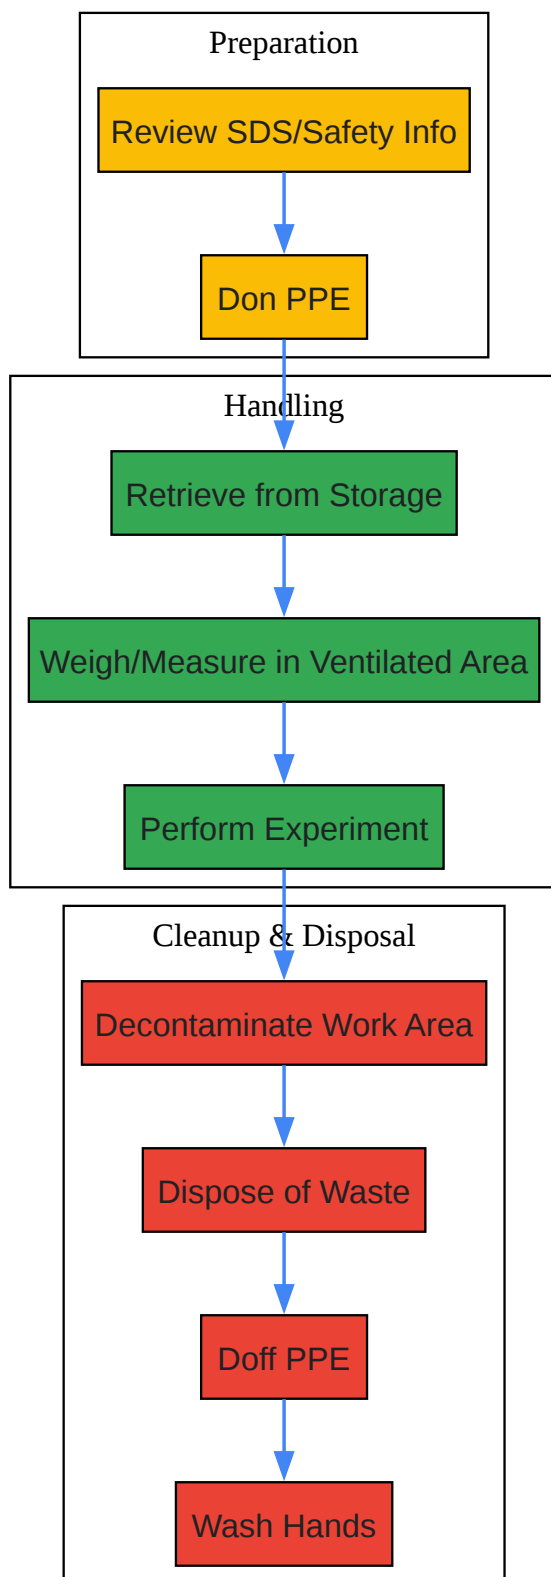 Preparation
Review SDS/Safety Info
Don PPE
Handling
Retrieve from Storage
Weigh/Measure in Ventilated Area
Perform Experiment
Cleanup & Disposal
Decontaminate Work Area
Dispose of Waste
Doff PPE
Wash Hands